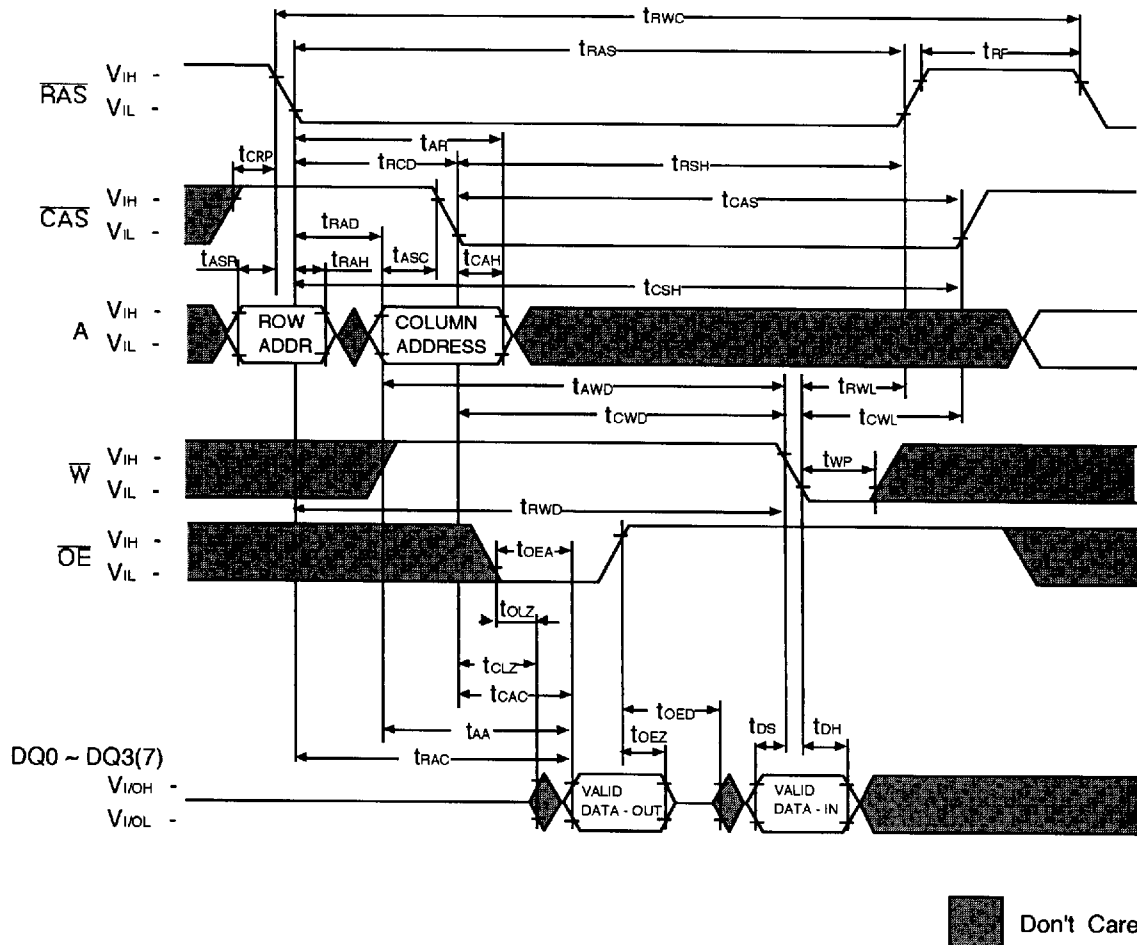 tRWC
tRAS
tRP
RAS
VIH -
VIL -
tAR
tCRP
tRCD
tRSH
CAS
VIH -
VIL -
tCAS
tRAD
tASR
tRAH
tASC
tCAH
tCSH
A
VIH -
VIL -
ROW ADDR
COLUMN ADDRESS
tAWD
tRWL
tCWD
tCWL
W
VIH -
VIL -
tWP
tRWD
OE
VIH -
VIL -
tOEA
tOLZ
tCLZ
tCAC
tOED
tAA
tOEZ
tDS
tDH
tRAC
DQ0 ~ DQ3(7)
VI/OH -
VI/OL -
VALID DATA - OUT
VALID DATA - IN
Don't Care